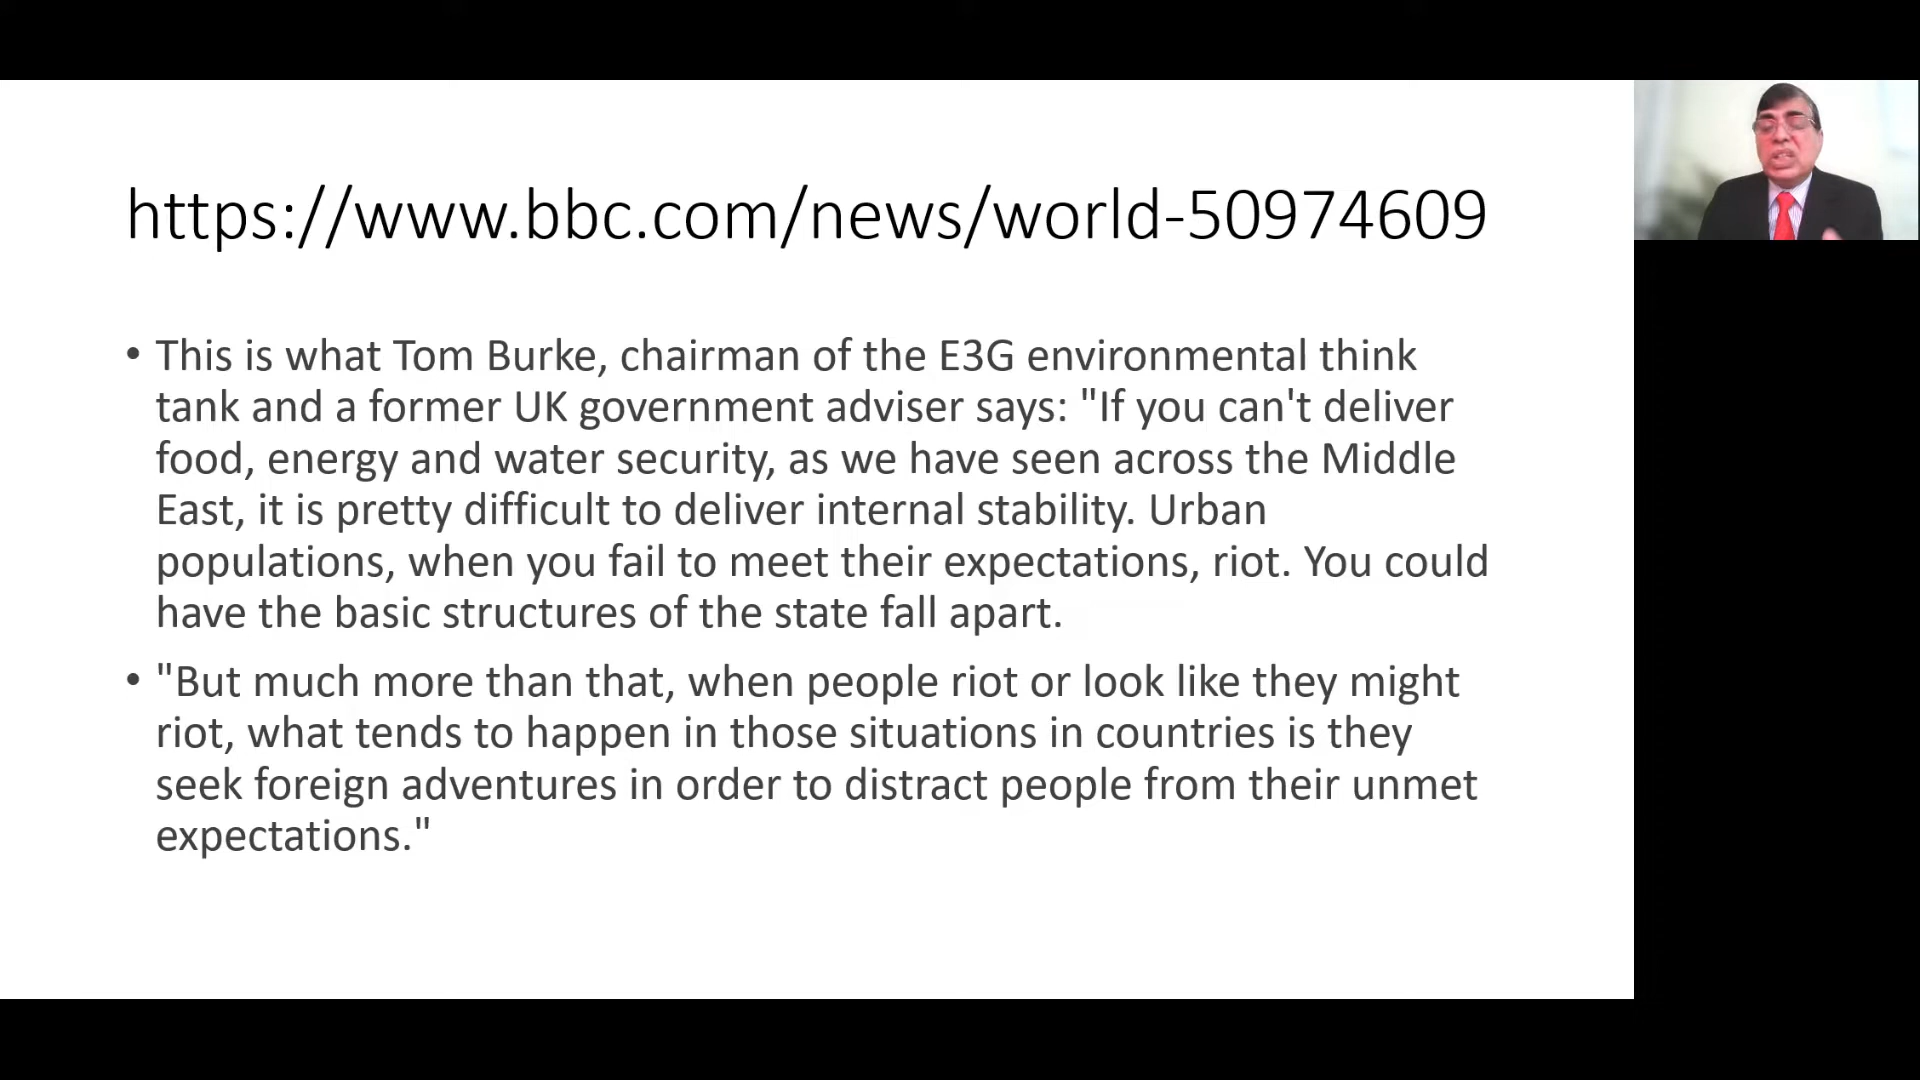 https://www.bbc.com/news/world-50974609
• This is what Tom Burke, chairman of the E3G environmental think
tank and a former UK government adviser says: "If you can't deliver
food, energy and water security, as we have seen across the Middle
East, it is pretty difficult to deliver internal stability. Urban
populations, when you fail to meet their expectations, riot. You could
have the basic structures of the state fall apart.
• "But much more than that, when people riot or look like they might
riot, what tends to happen in those situations in countries is they
seek foreign adventures in order to distract people from their unmet
expectations."